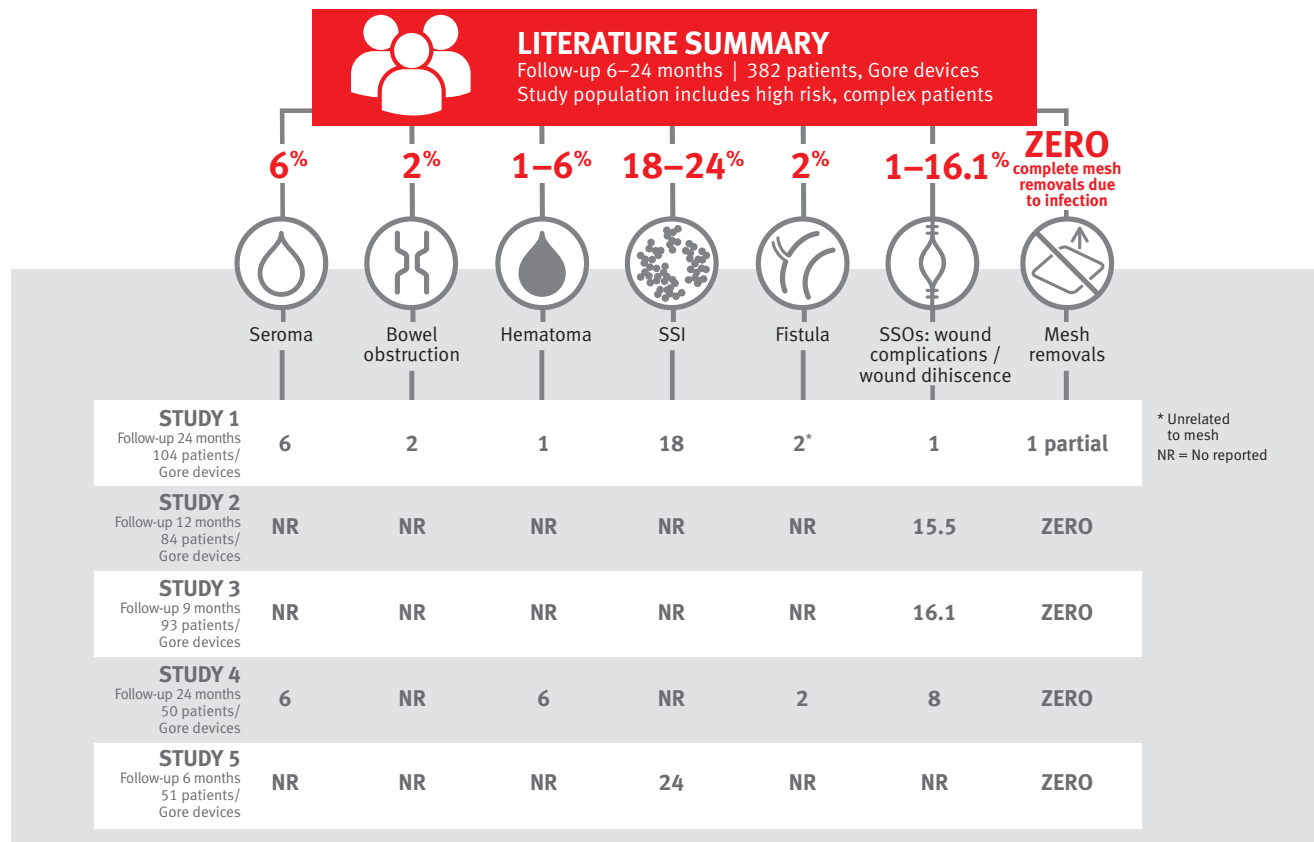 LITERATURE SUMMARY
Follow-up 6–24 months | 382 patients, Gore devices
Study population includes high risk, complex patients
6%
2%
1–6%
18–24%
2%
1–16.1%
ZERO
complete mesh
removals due
to infection
Seroma
Bowel
obstruction
Hematoma
SSI
Fistula
SSOs: wound
complications /
wound dihiscence
Mesh
removals
STUDY 1
Follow-up 24 months
104 patients/
Gore devices
6 2 1 18 2* 1 1 partial
* Unrelated
to mesh
NR = No reported
STUDY 2
Follow-up 12 months
84 patients/
Gore devices
NR NR NR NR NR 15.5 ZERO
STUDY 3
Follow-up 9 months
93 patients/
Gore devices
NR NR NR NR NR 16.1 ZERO
STUDY 4
Follow-up 24 months
50 patients/
Gore devices
6 NR 6 NR 2 8 ZERO
STUDY 5
Follow-up 6 months
51 patients/
Gore devices
NR NR NR 24 NR NR ZERO